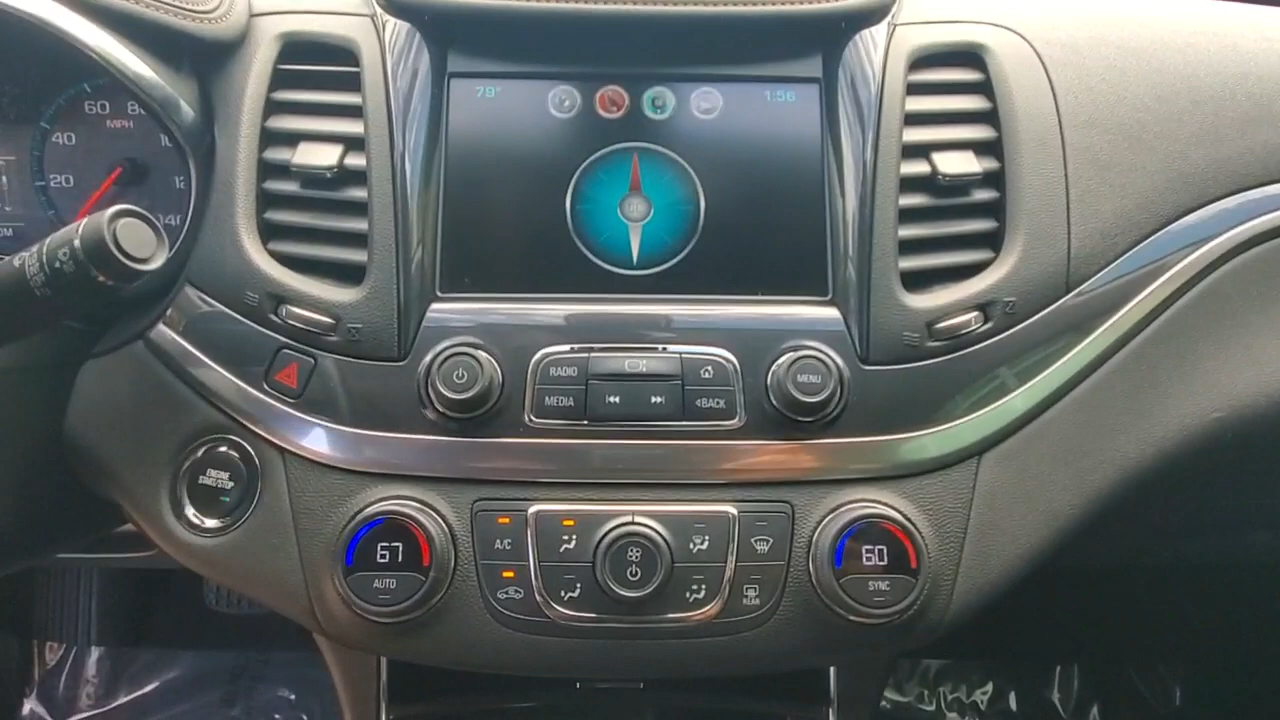 79°
1:56
60
MPH
40
20
140
RADIO
MEDIA
BACK
MENU
ENGINE
START/STOP
67
AUTO
A/C
REAR
60
SYNC